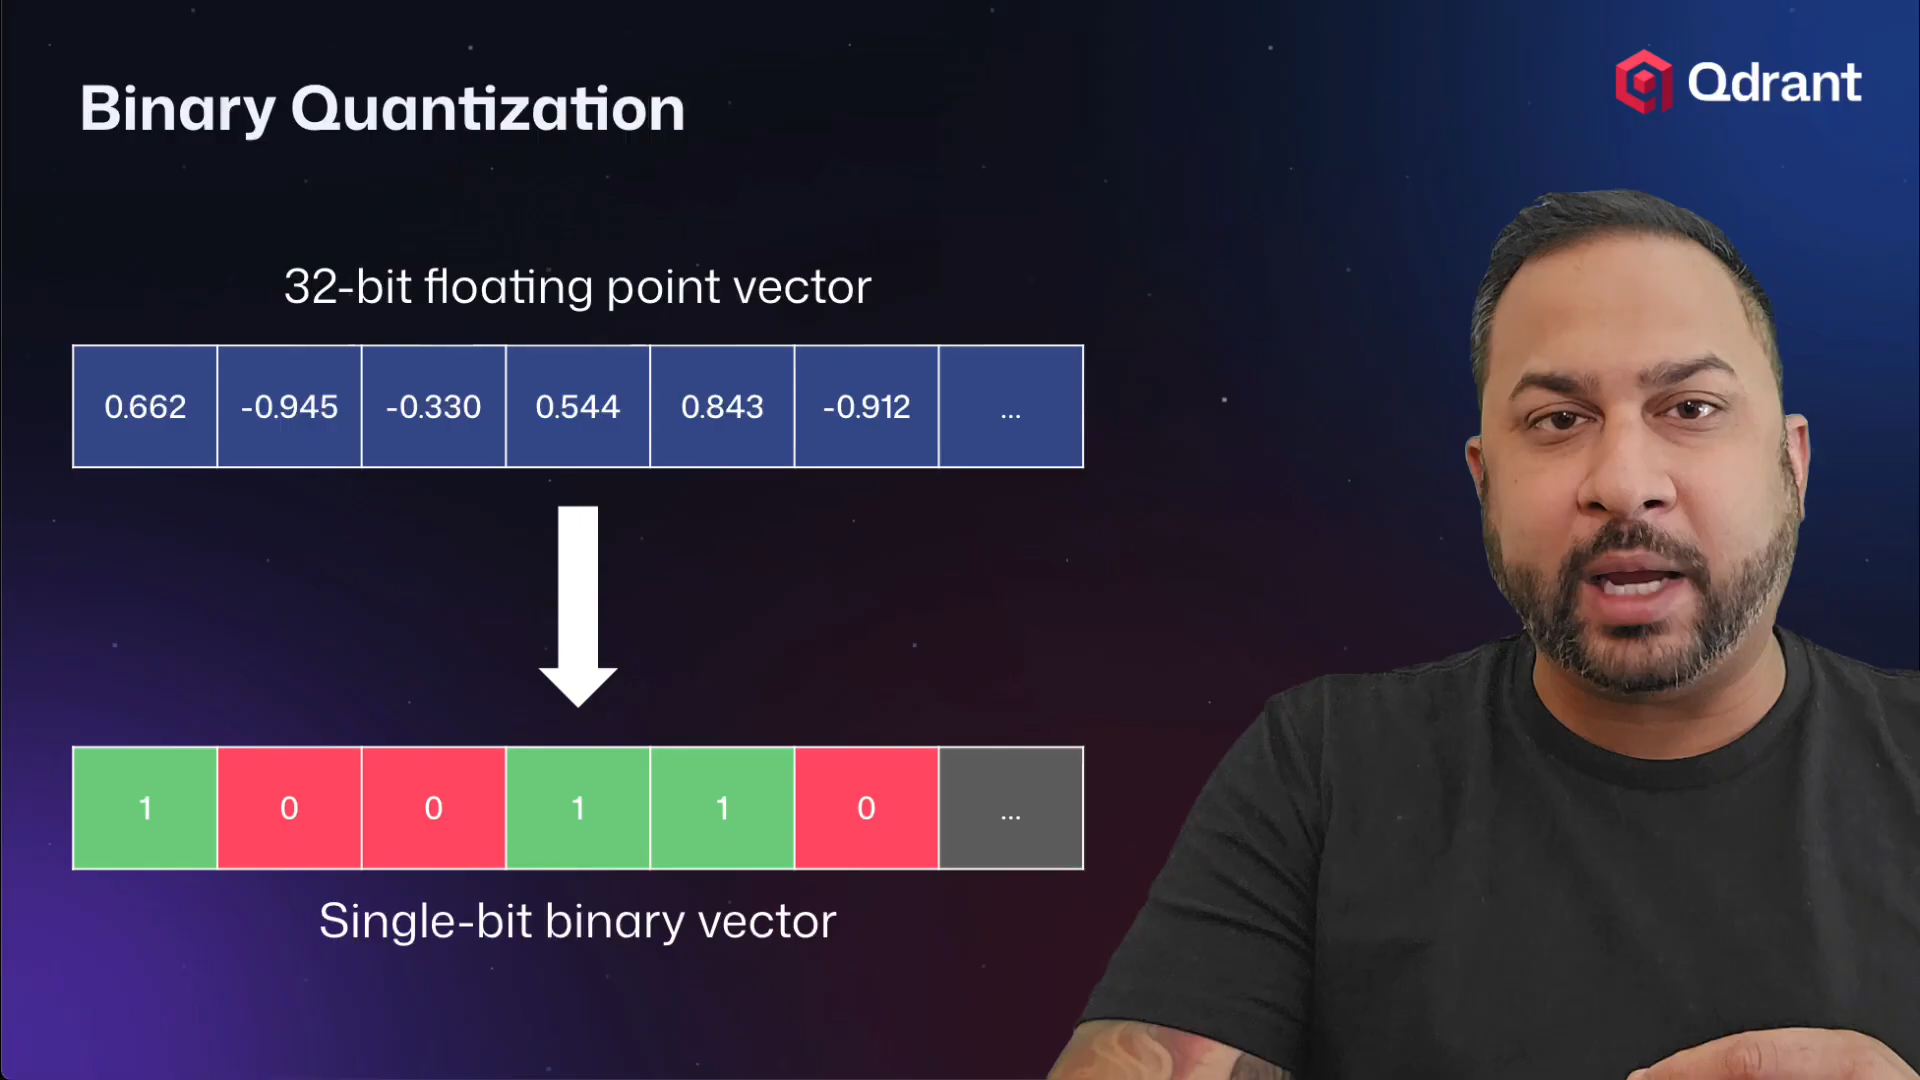 Binary Quantization
Qdrant
32-bit floating point vector
0.662 -0.945 -0.330 0.544 0.843 -0.912 ...
1 0 0 1 1 0 ...
Single-bit binary vector